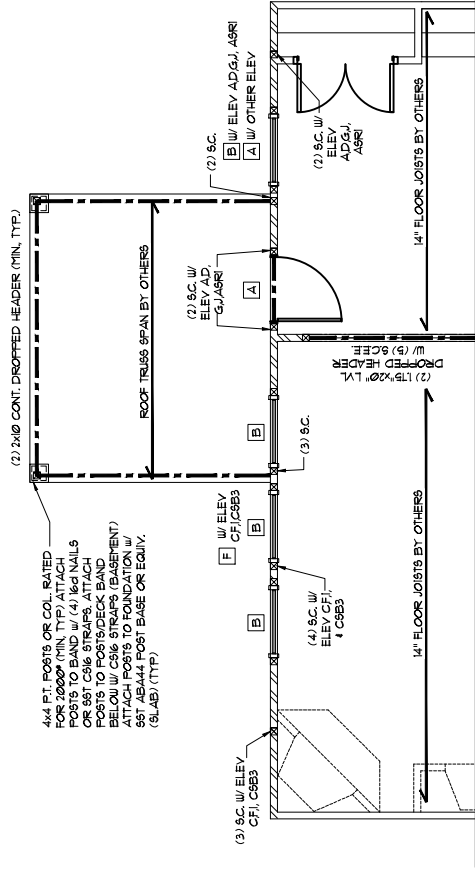 (2) 2x10 CONT. DROPPED HEADER (MIN, TYP.)
4x4 P.T. POSTS OR COL. RATED
FOR 2000# (MIN, TYP) ATTACH
POSTS TO BAND W/ (4) 16d NAILS
OR SST CS16 STRAPS. ATTACH
POSTS TO POSTS/DECK BAND
BELOW W/ CS16 STRAPS (BASEMENT)
ATTACH POSTS TO FOUNDATION w/
SST ABA44 POST BASE OR EQUIV.
(SLAB) (TYP)
ROOF TRUSS SPAN BY OTHERS
(2) S.C.
B W/ ELEV A,D,G,J, ASR1
A W/ OTHER ELEV
(2) S.C. W/
ELEV A,D,
G,J,ASR1
A
(2) S.C. W/
ELEV
A,D,G,J,
ASR1
B
(3) S.C.
F W/ ELEV
C,F,I,CSB3
B
B
(4) S.C. W/
ELEV C,F,I,
& CSB3
(3) S.C. W/ ELEV
C,F,I, CSB3
(2) 1.75"x20" LVL
DROPPED HEADER
W/ (5) S.C.E.E.
14" FLOOR JOISTS BY OTHERS
14" FLOOR JOISTS BY OTHERS